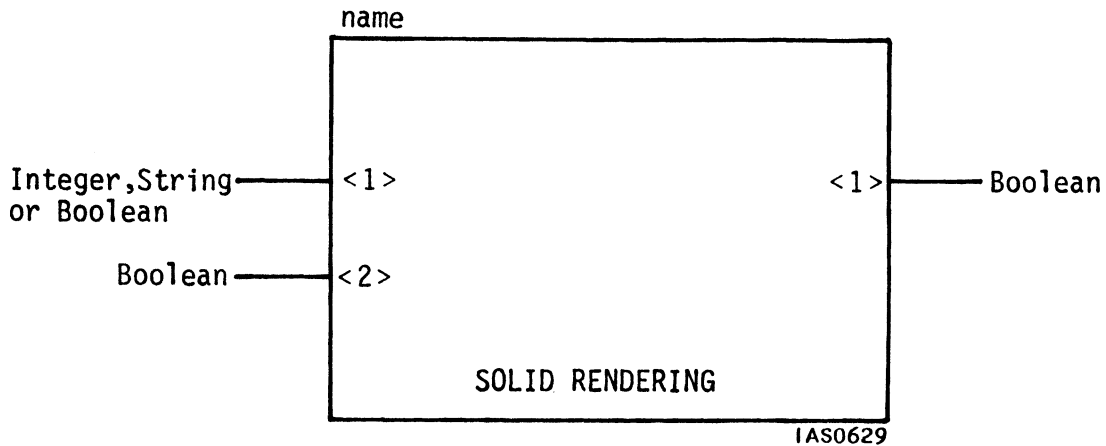 name
Integer,String
or Boolean
<1>
<1>
Boolean
Boolean
<2>
SOLID RENDERING
IAS0629